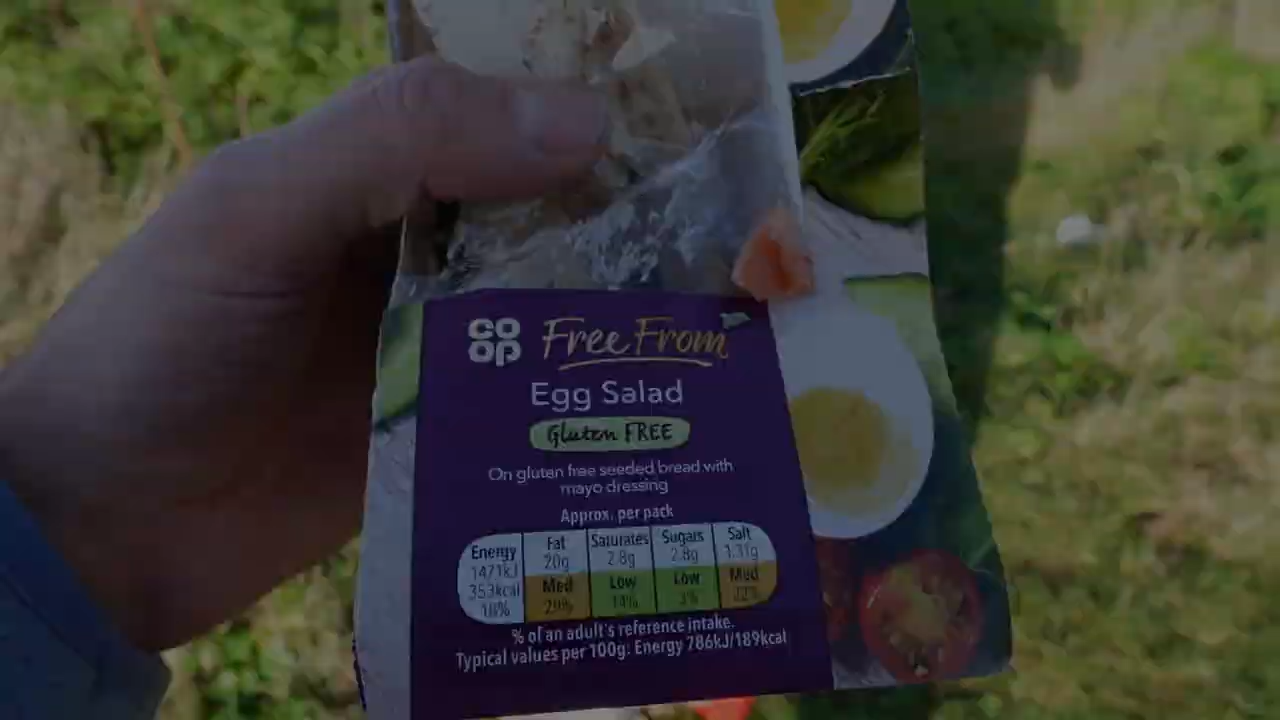 CO
OP
Free From
Egg Salad
Gluten FREE
On gluten free seeded bread with
mayo dressing
Approx. per pack
Energy
1471kJ
353kcal
18%
Fat
20g
Med
29%
Saturates
2.8g
Low
14%
Sugars
2.8g
Low
3%
Salt
1.31g
Med
22%
% of an adult's reference intake.
Typical values per 100g: Energy 786kJ/189kcal